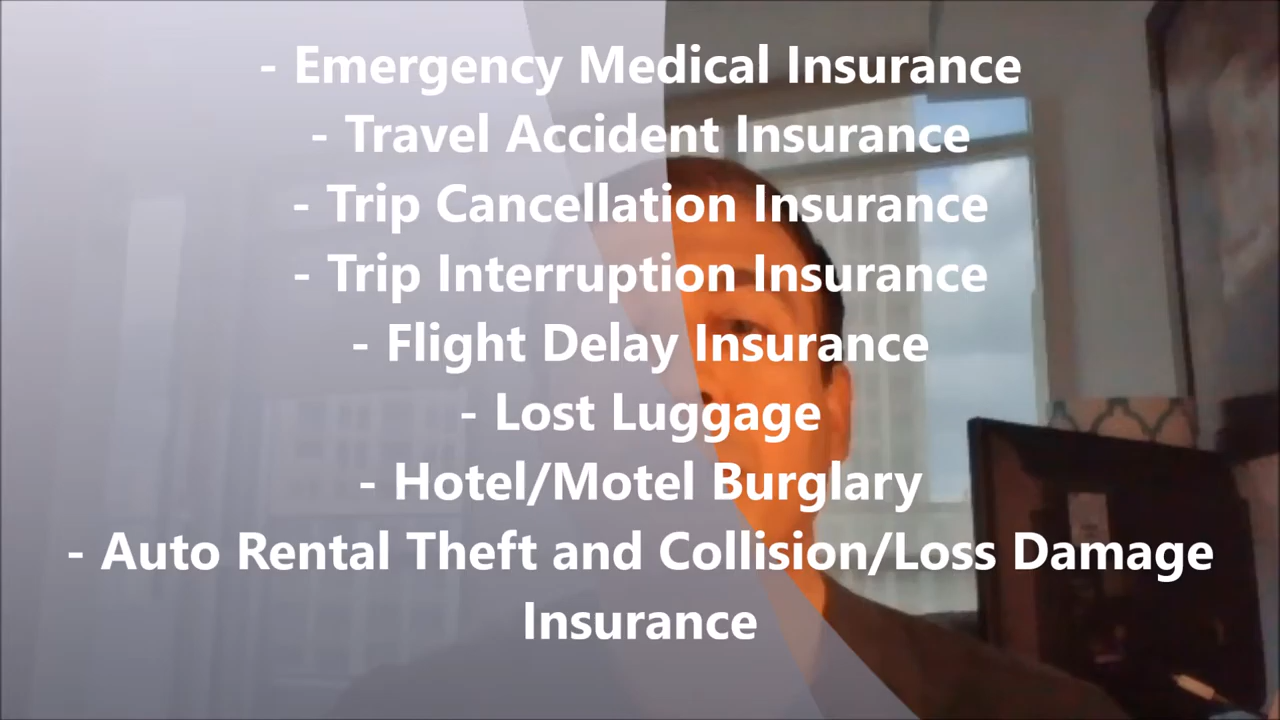 - Emergency Medical Insurance
- Travel Accident Insurance
- Trip Cancellation Insurance
- Trip Interruption Insurance
- Flight Delay Insurance
- Lost Luggage
- Hotel/Motel Burglary
- Auto Rental Theft and Collision/Loss Damage
Insurance